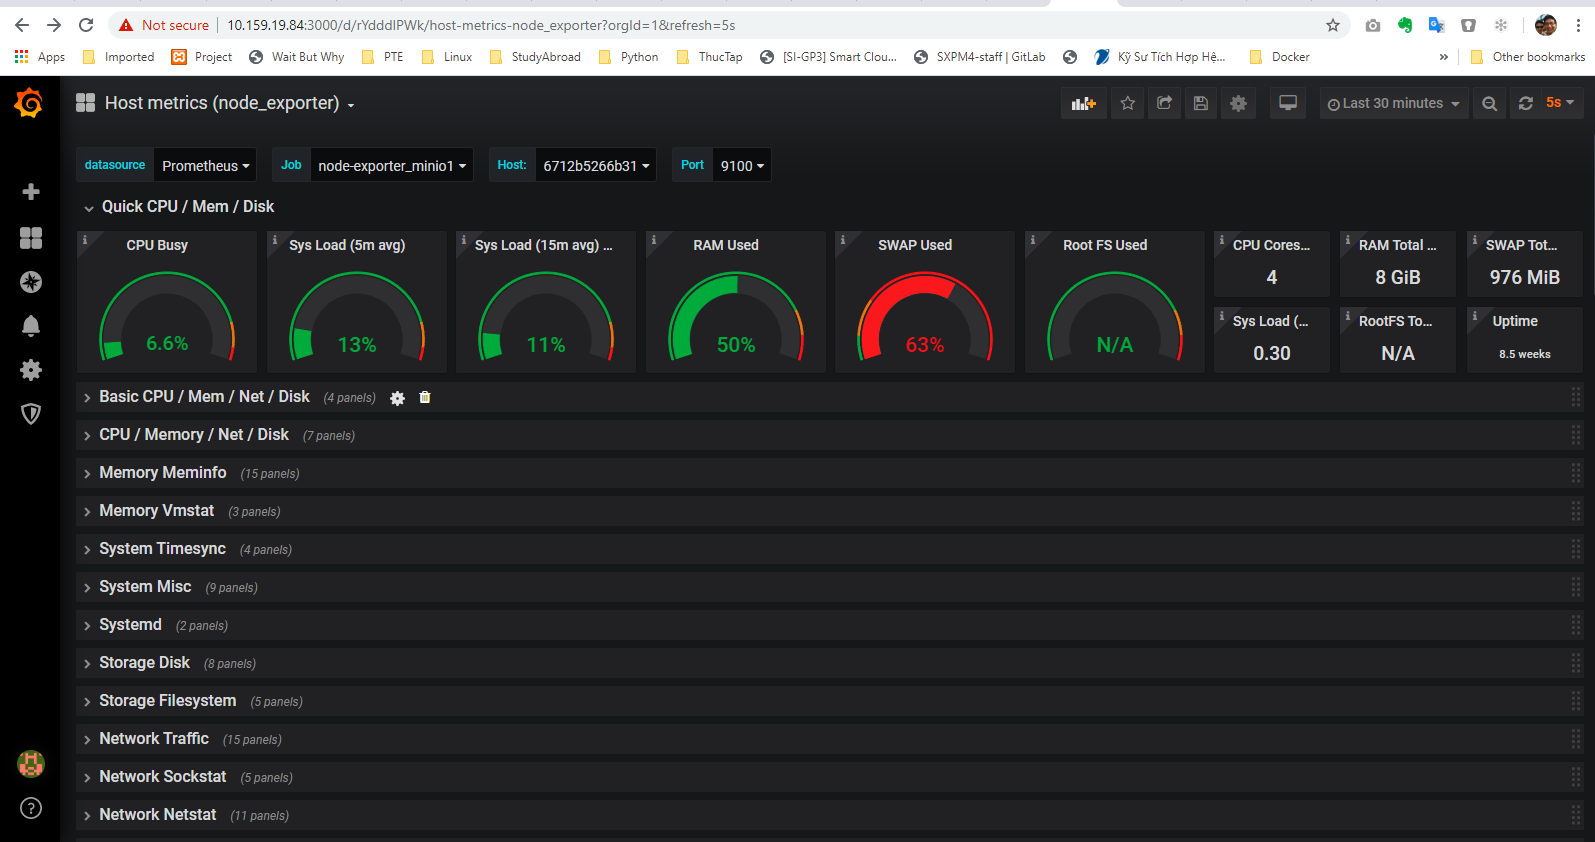 Not secure 10.159.19.84:3000/d/rYdddlPWk/host-metrics-node_exporter?orgId=1&refresh=5s
Apps Imported Project Wait But Why PTE Linux StudyAbroad Python ThucTap [SI-GP3] Smart Clou... SXPM4-staff | GitLab Kỹ Sư Tích Hợp Hệ... Docker » Other bookmarks
Host metrics (node_exporter) Last 30 minutes 5s
datasource Prometheus Job node-exporter_minio1 Host: 6712b5266b31 Port 9100
Quick CPU / Mem / Disk
CPU Busy Sys Load (5m avg) Sys Load (15m avg) ... RAM Used SWAP Used Root FS Used CPU Cores... RAM Total ... SWAP Tot...
4 8 GiB 976 MiB
Sys Load (... RootFS To... Uptime
6.6% 13% 11% 50% 63% N/A 0.30 N/A 8.5 weeks
Basic CPU / Mem / Net / Disk (4 panels)
CPU / Memory / Net / Disk (7 panels)
Memory Meminfo (15 panels)
Memory Vmstat (3 panels)
System Timesync (4 panels)
System Misc (9 panels)
Systemd (2 panels)
Storage Disk (8 panels)
Storage Filesystem (5 panels)
Network Traffic (15 panels)
Network Sockstat (5 panels)
Network Netstat (11 panels)